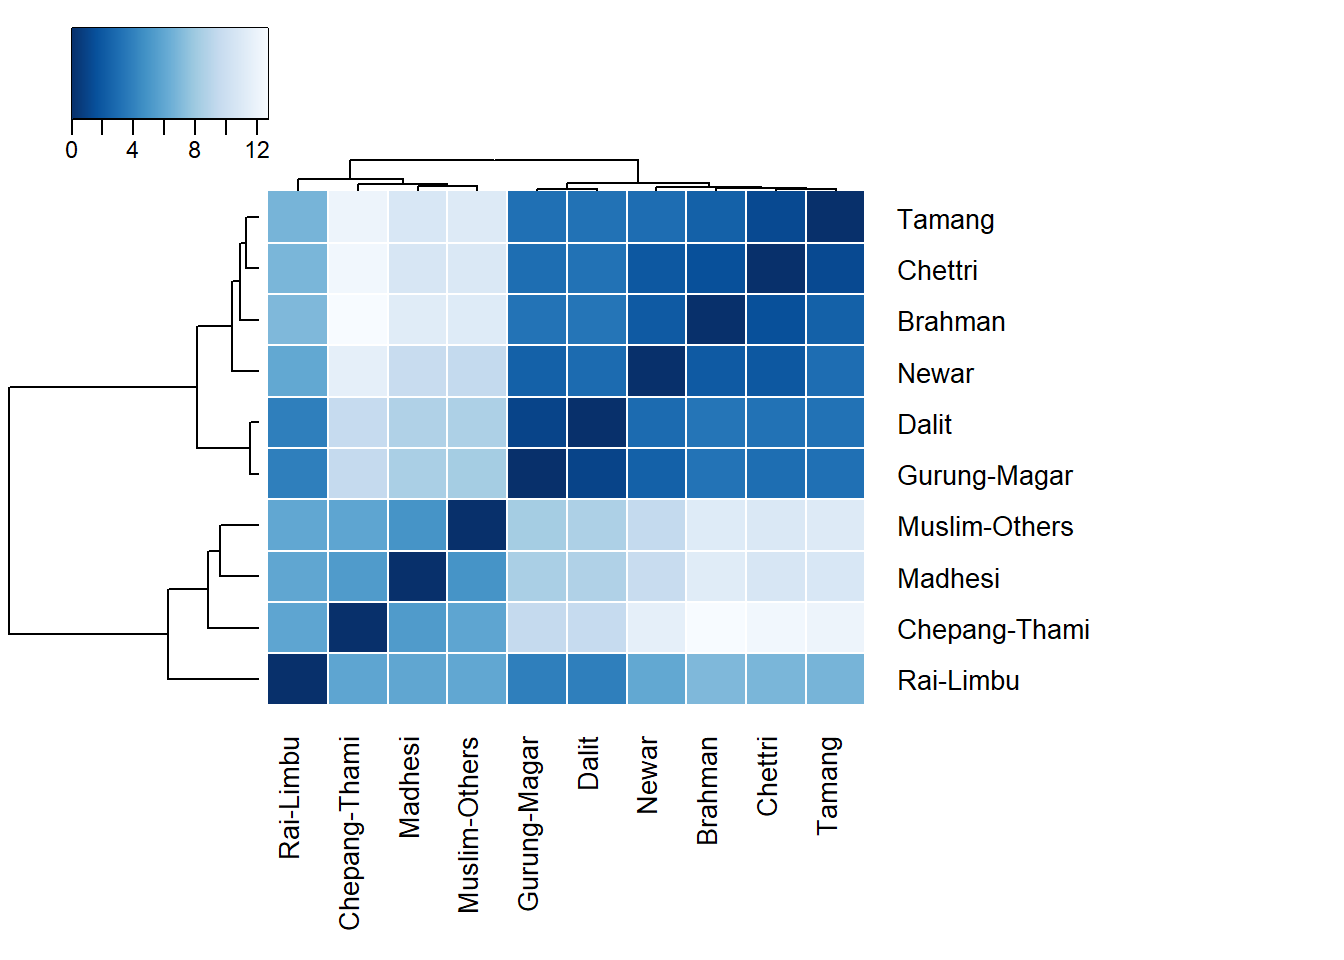 0 4 8 12
Tamang
Chettri
Brahman
Newar
Dalit
Gurung-Magar
Muslim-Others
Madhesi
Chepang-Thami
Rai-Limbu
Rai-Limbu
Chepang-Thami
Madhesi
Muslim-Others
Gurung-Magar
Dalit
Newar
Brahman
Chettri
Tamang